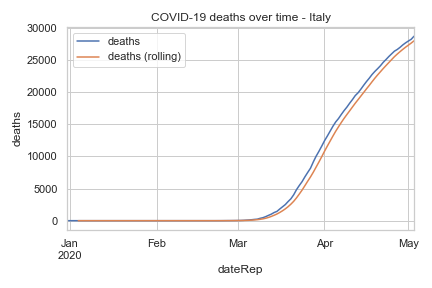 COVID-19 deaths over time - Italy
30000
25000
20000
15000
10000
5000
0
deaths
deaths
deaths (rolling)
Jan
2020
Feb
Mar
Apr
May
dateRep